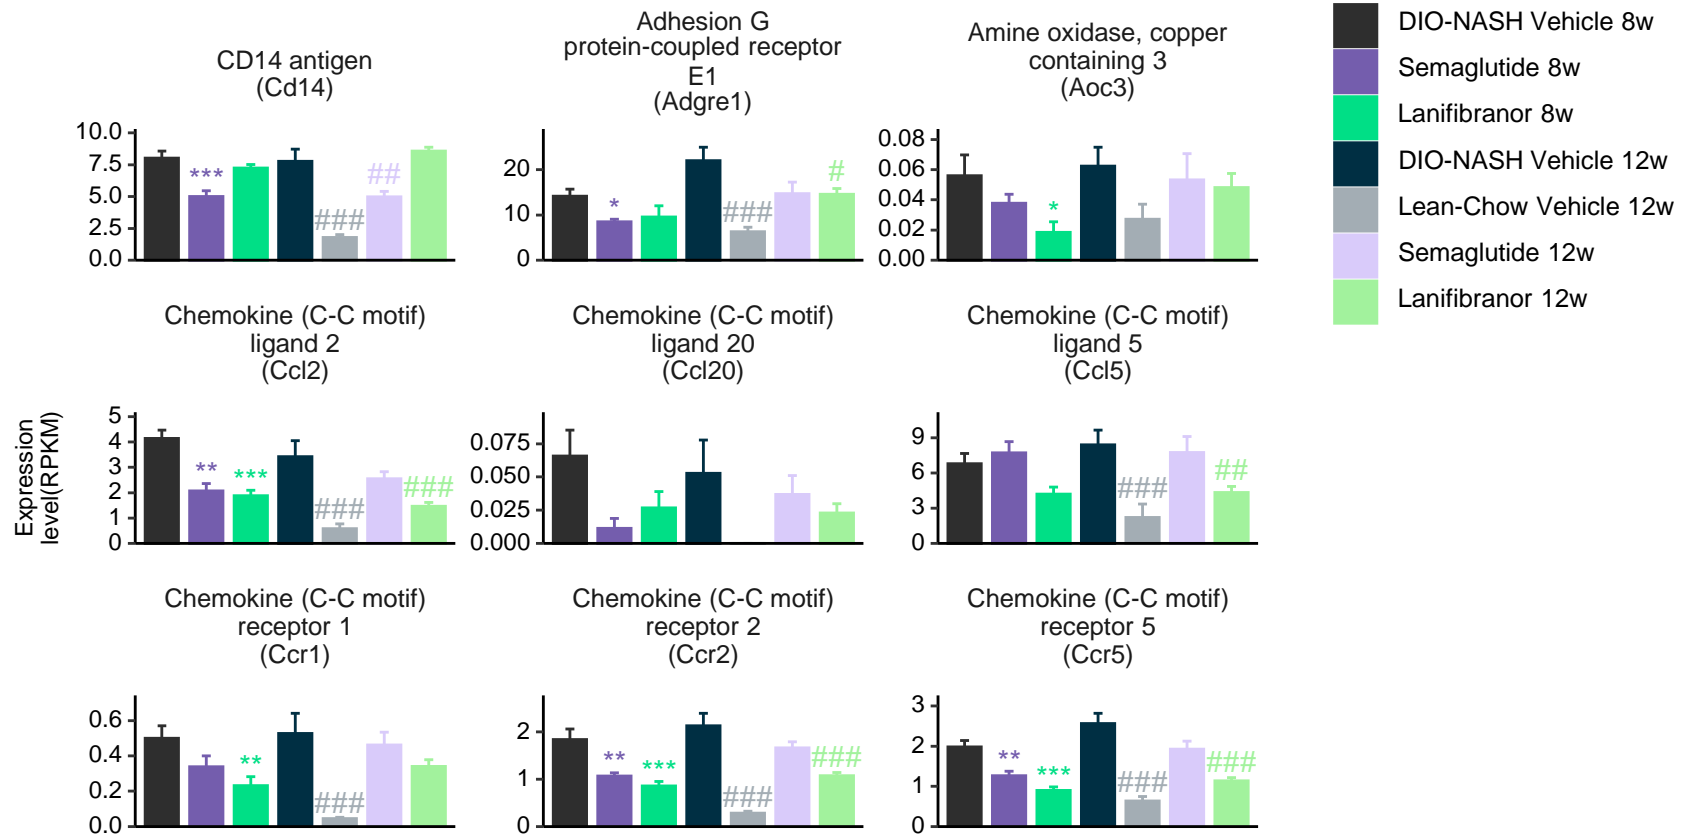 CD14 antigen
(Cd14)
10.0
7.5
5.0
2.5
0.0
***
###
##
Adhesion G
protein-coupled receptor
E1
(Adgre1)
20
10
0
*
###
#
Amine oxidase, copper
containing 3
(Aoc3)
0.08
0.06
0.04
0.02
0.00
*
DIO-NASH Vehicle 8w
Semaglutide 8w
Lanifibranor 8w
DIO-NASH Vehicle 12w
Lean-Chow Vehicle 12w
Semaglutide 12w
Lanifibranor 12w
Expression
level(RPKM)
Chemokine (C-C motif)
ligand 2
(Ccl2)
5
4
3
2
1
0
**
***
###
###
Chemokine (C-C motif)
ligand 20
(Ccl20)
0.075
0.050
0.025
0.000
Chemokine (C-C motif)
ligand 5
(Ccl5)
9
6
3
0
###
##
Chemokine (C-C motif)
receptor 1
(Ccr1)
0.6
0.4
0.2
0.0
**
###
Chemokine (C-C motif)
receptor 2
(Ccr2)
2
1
0
**
***
###
###
Chemokine (C-C motif)
receptor 5
(Ccr5)
3
2
1
0
**
***
###
###